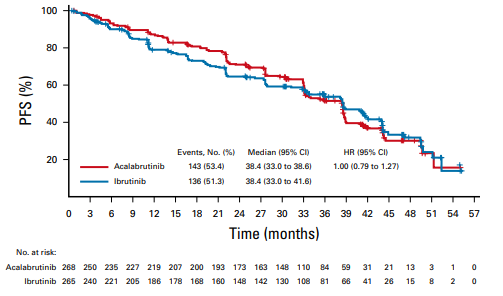 PFS (%)
100
80
60
40
20
Events, No. (%) Median (95% CI) HR (95% CI)
Acalabrutinib 143 (53.4) 38.4 (33.0 to 38.6) 1.00 (0.79 to 1.27)
Ibrutinib 136 (51.3) 38.4 (33.0 to 41.6)
0 3 6 9 12 15 18 21 24 27 30 33 36 39 42 45 48 51 54 57
Time (months)
No. at risk:
Acalabrutinib 268 250 235 227 219 207 200 193 173 163 148 110 84 59 31 21 13 3 1 0
Ibrutinib 265 240 221 205 186 178 168 160 148 142 130 108 81 66 41 26 15 8 2 0